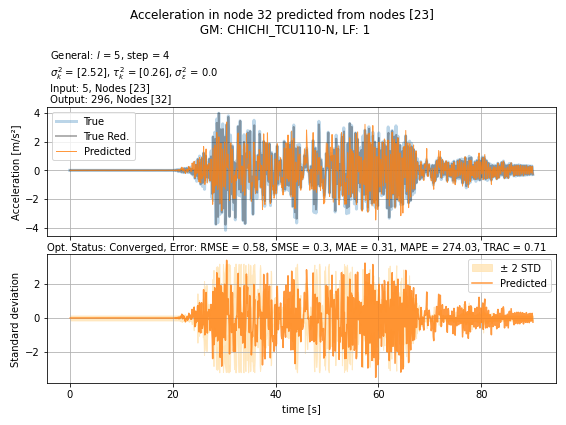 Acceleration in node 32 predicted from nodes [23]
GM: CHICHI_TCU110-N, LF: 1
General: l = 5, step = 4
σ²ₖ = [2.52], τ²ₖ = [0.26], σ²ε = 0.0
Input: 5, Nodes [23]
Output: 296, Nodes [32]
Acceleration [m/s²]
4
2
0
−2
−4
True
True Red.
Predicted
Opt. Status: Converged, Error: RMSE = 0.58, SMSE = 0.3, MAE = 0.31, MAPE = 274.03, TRAC = 0.71
Standard deviation
2
0
−2
± 2 STD
Predicted
0 20 40 60 80
time [s]